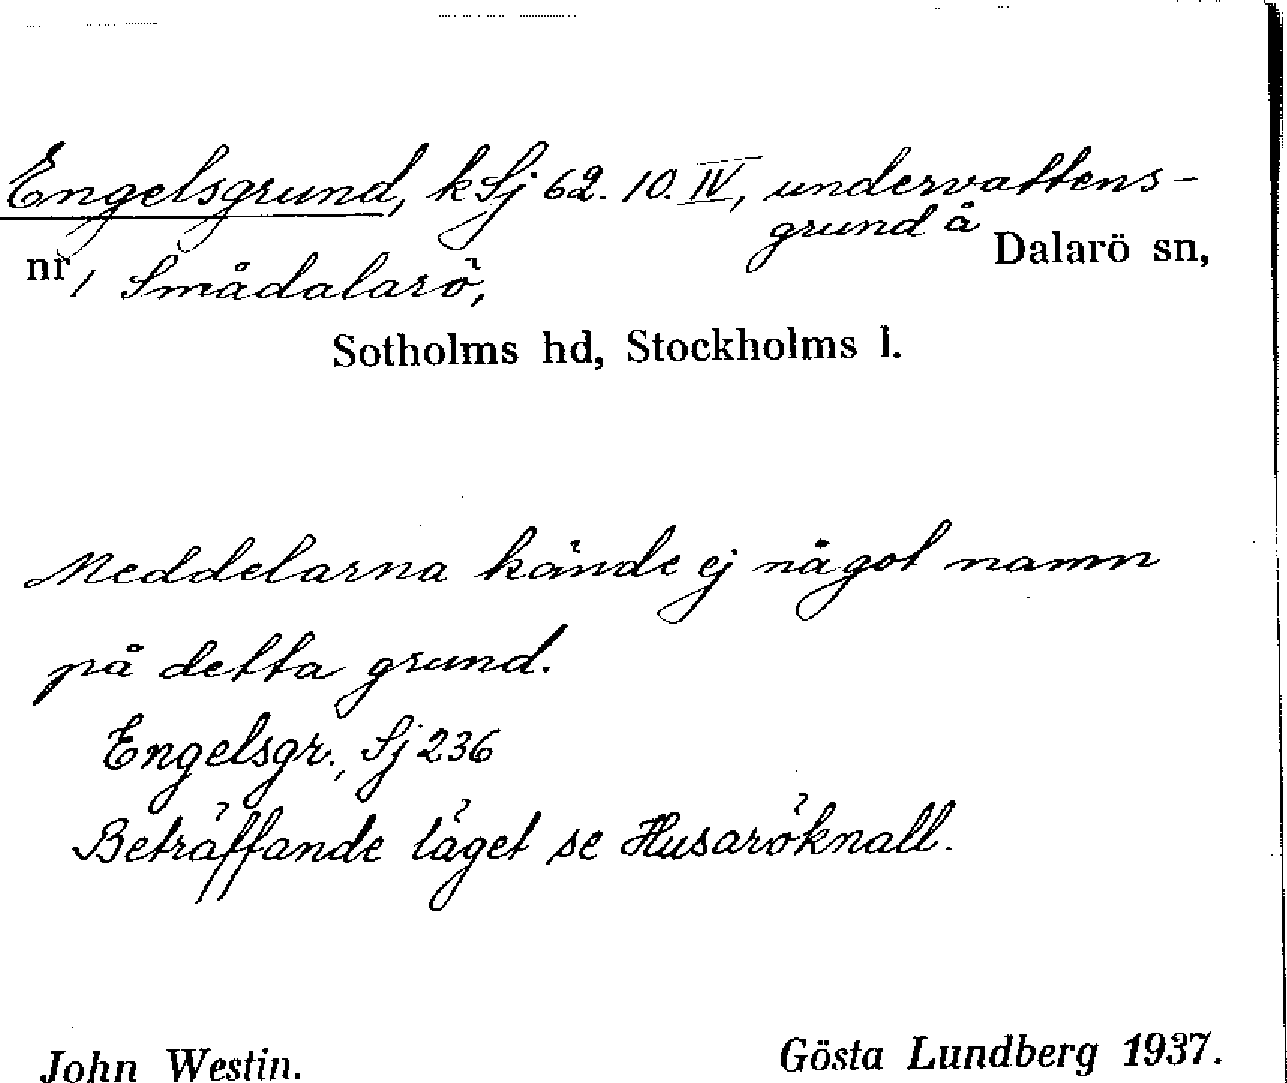 Engelsgrund, kSj 62. 10. IV, undervattens-
grund å Dalarö sn,
nr 1 Smådalarö,
Sotholms hd, Stockholms l.
Meddelarna kände ej något namn
på detta grund.
Engelsgr., Sj 236
Beträffande läget se Husaröknall.
John Westin. Gösta Lundberg 1937.